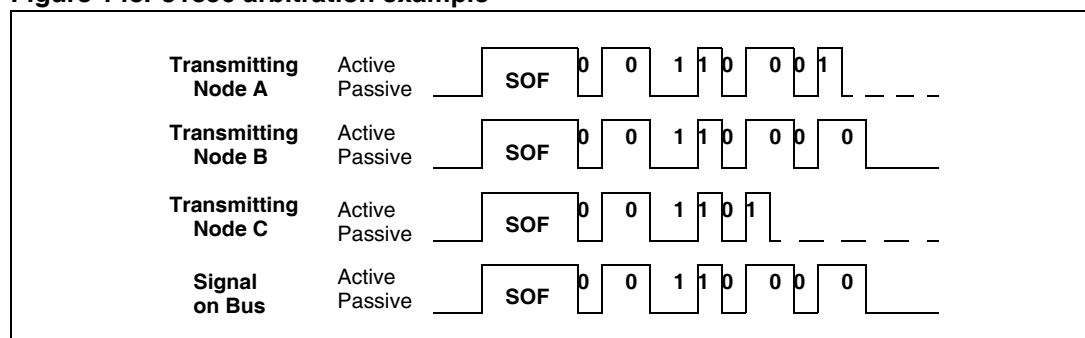 Figure arbitration example
Transmitting Node A Active Passive SOF 0 0 1 1 0 0 0 1
Transmitting Node B Active Passive SOF 0 0 1 1 0 0 0 0
Transmitting Node C Active Passive SOF 0 0 1 1 0 1
Signal on Bus Active Passive SOF 0 0 1 1 0 0 0 0